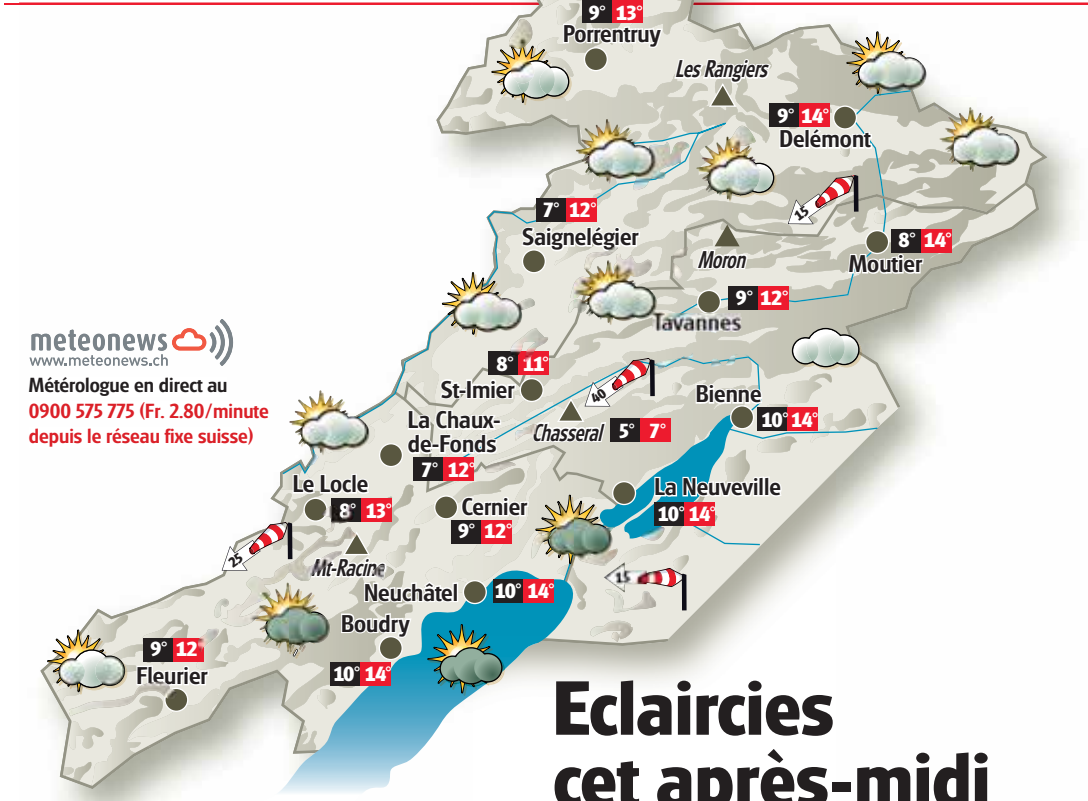 9° 13°
Porrentruy
Les Rangiers
9° 14°
Delémont
15
7° 12°
Saignelégier
Moron
8° 14°
Moutier
9° 12°
Tavannes
meteonews
www.meteonews.ch
Météorologue en direct au
0900 575 775 (Fr. 2.80/minute
depuis le réseau fixe suisse)
8° 11°
St-Imier
40
Chasseral 5° 7°
Bienne
10° 14°
La Chaux-
de-Fonds
7° 12°
Le Locle
8° 13°
Cernier
9° 12°
La Neuveville
10° 14°
25
Mt-Racine
15
Neuchâtel 10° 14°
Boudry
10° 14°
9° 12°
Fleurier
Eclaircies
cet après-midi